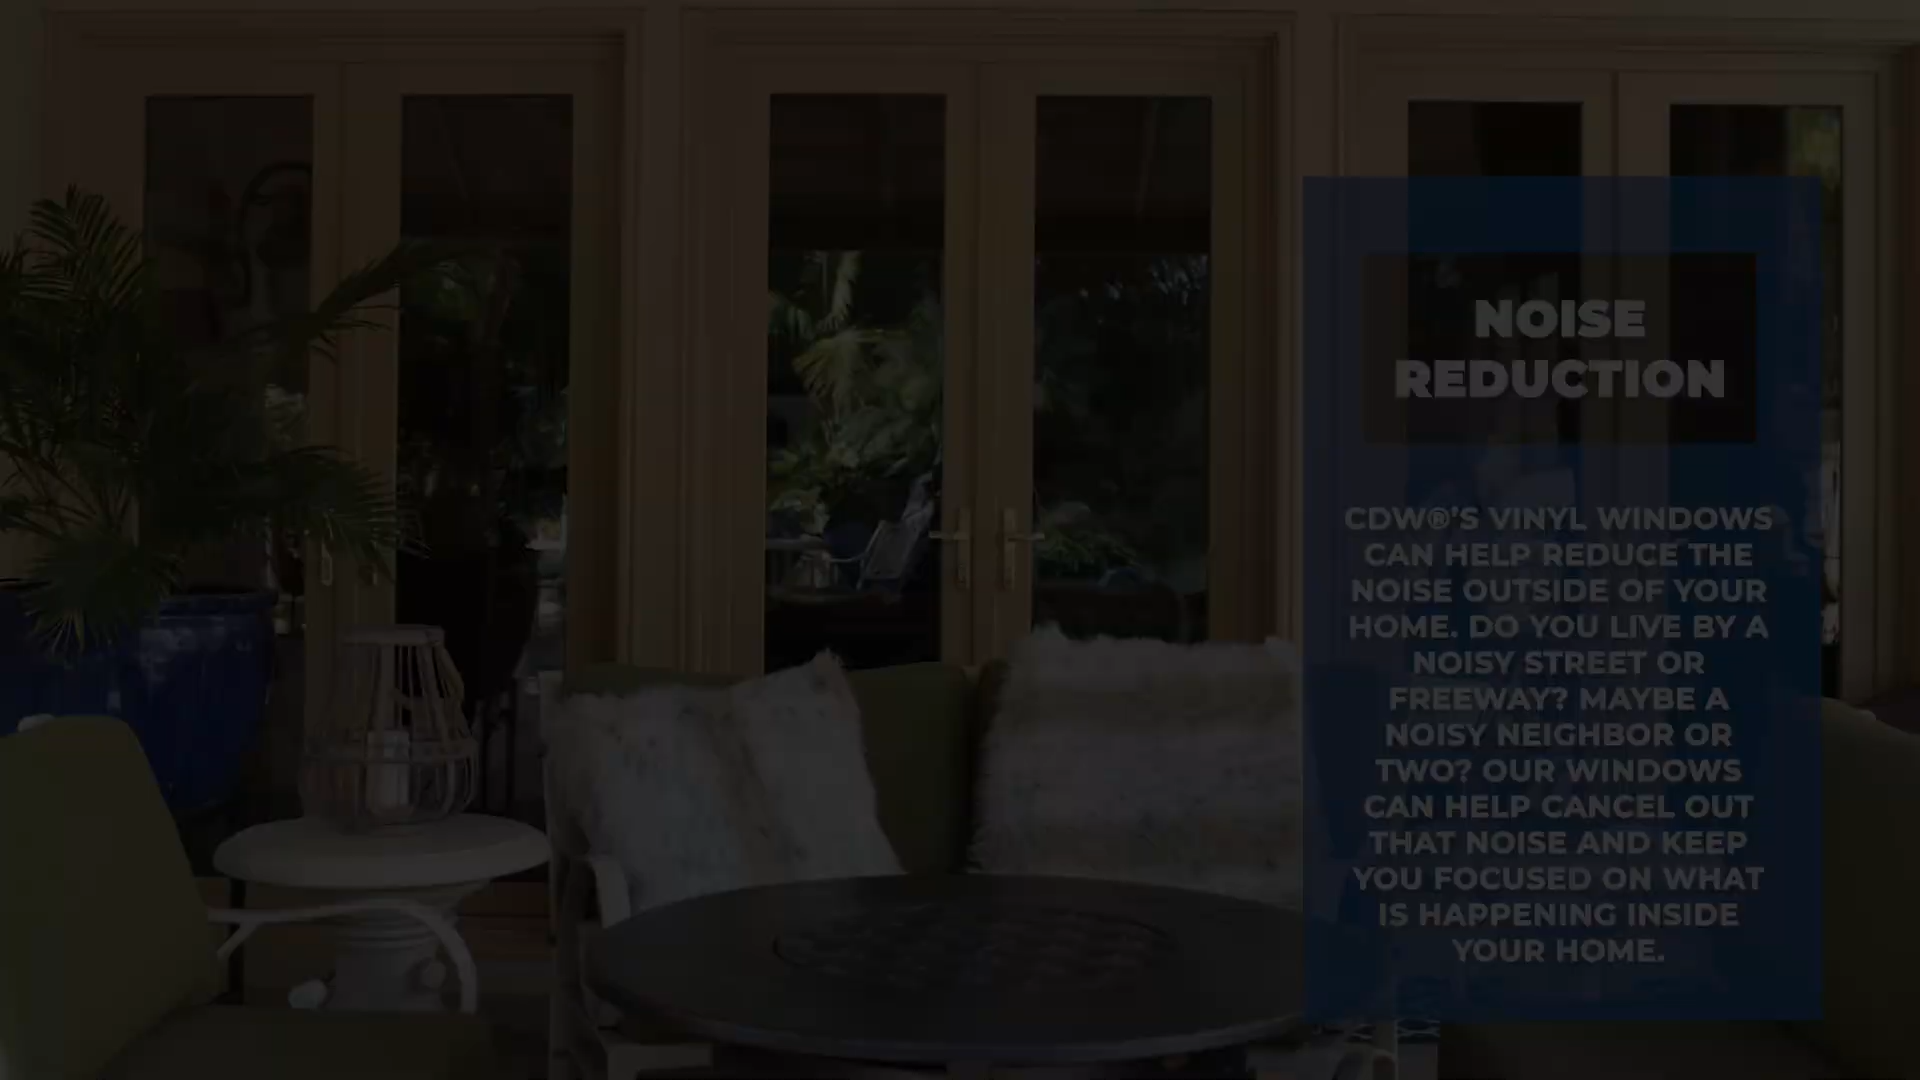 NOISE
REDUCTION
CDW®'S VINYL WINDOWS
CAN HELP REDUCE THE
NOISE OUTSIDE OF YOUR
HOME. DO YOU LIVE BY A
NOISY STREET OR
FREEWAY? MAYBE A
NOISY NEIGHBOR OR
TWO? OUR WINDOWS
CAN HELP CANCEL OUT
THAT NOISE AND KEEP
YOU FOCUSED ON WHAT
IS HAPPENING INSIDE
YOUR HOME.